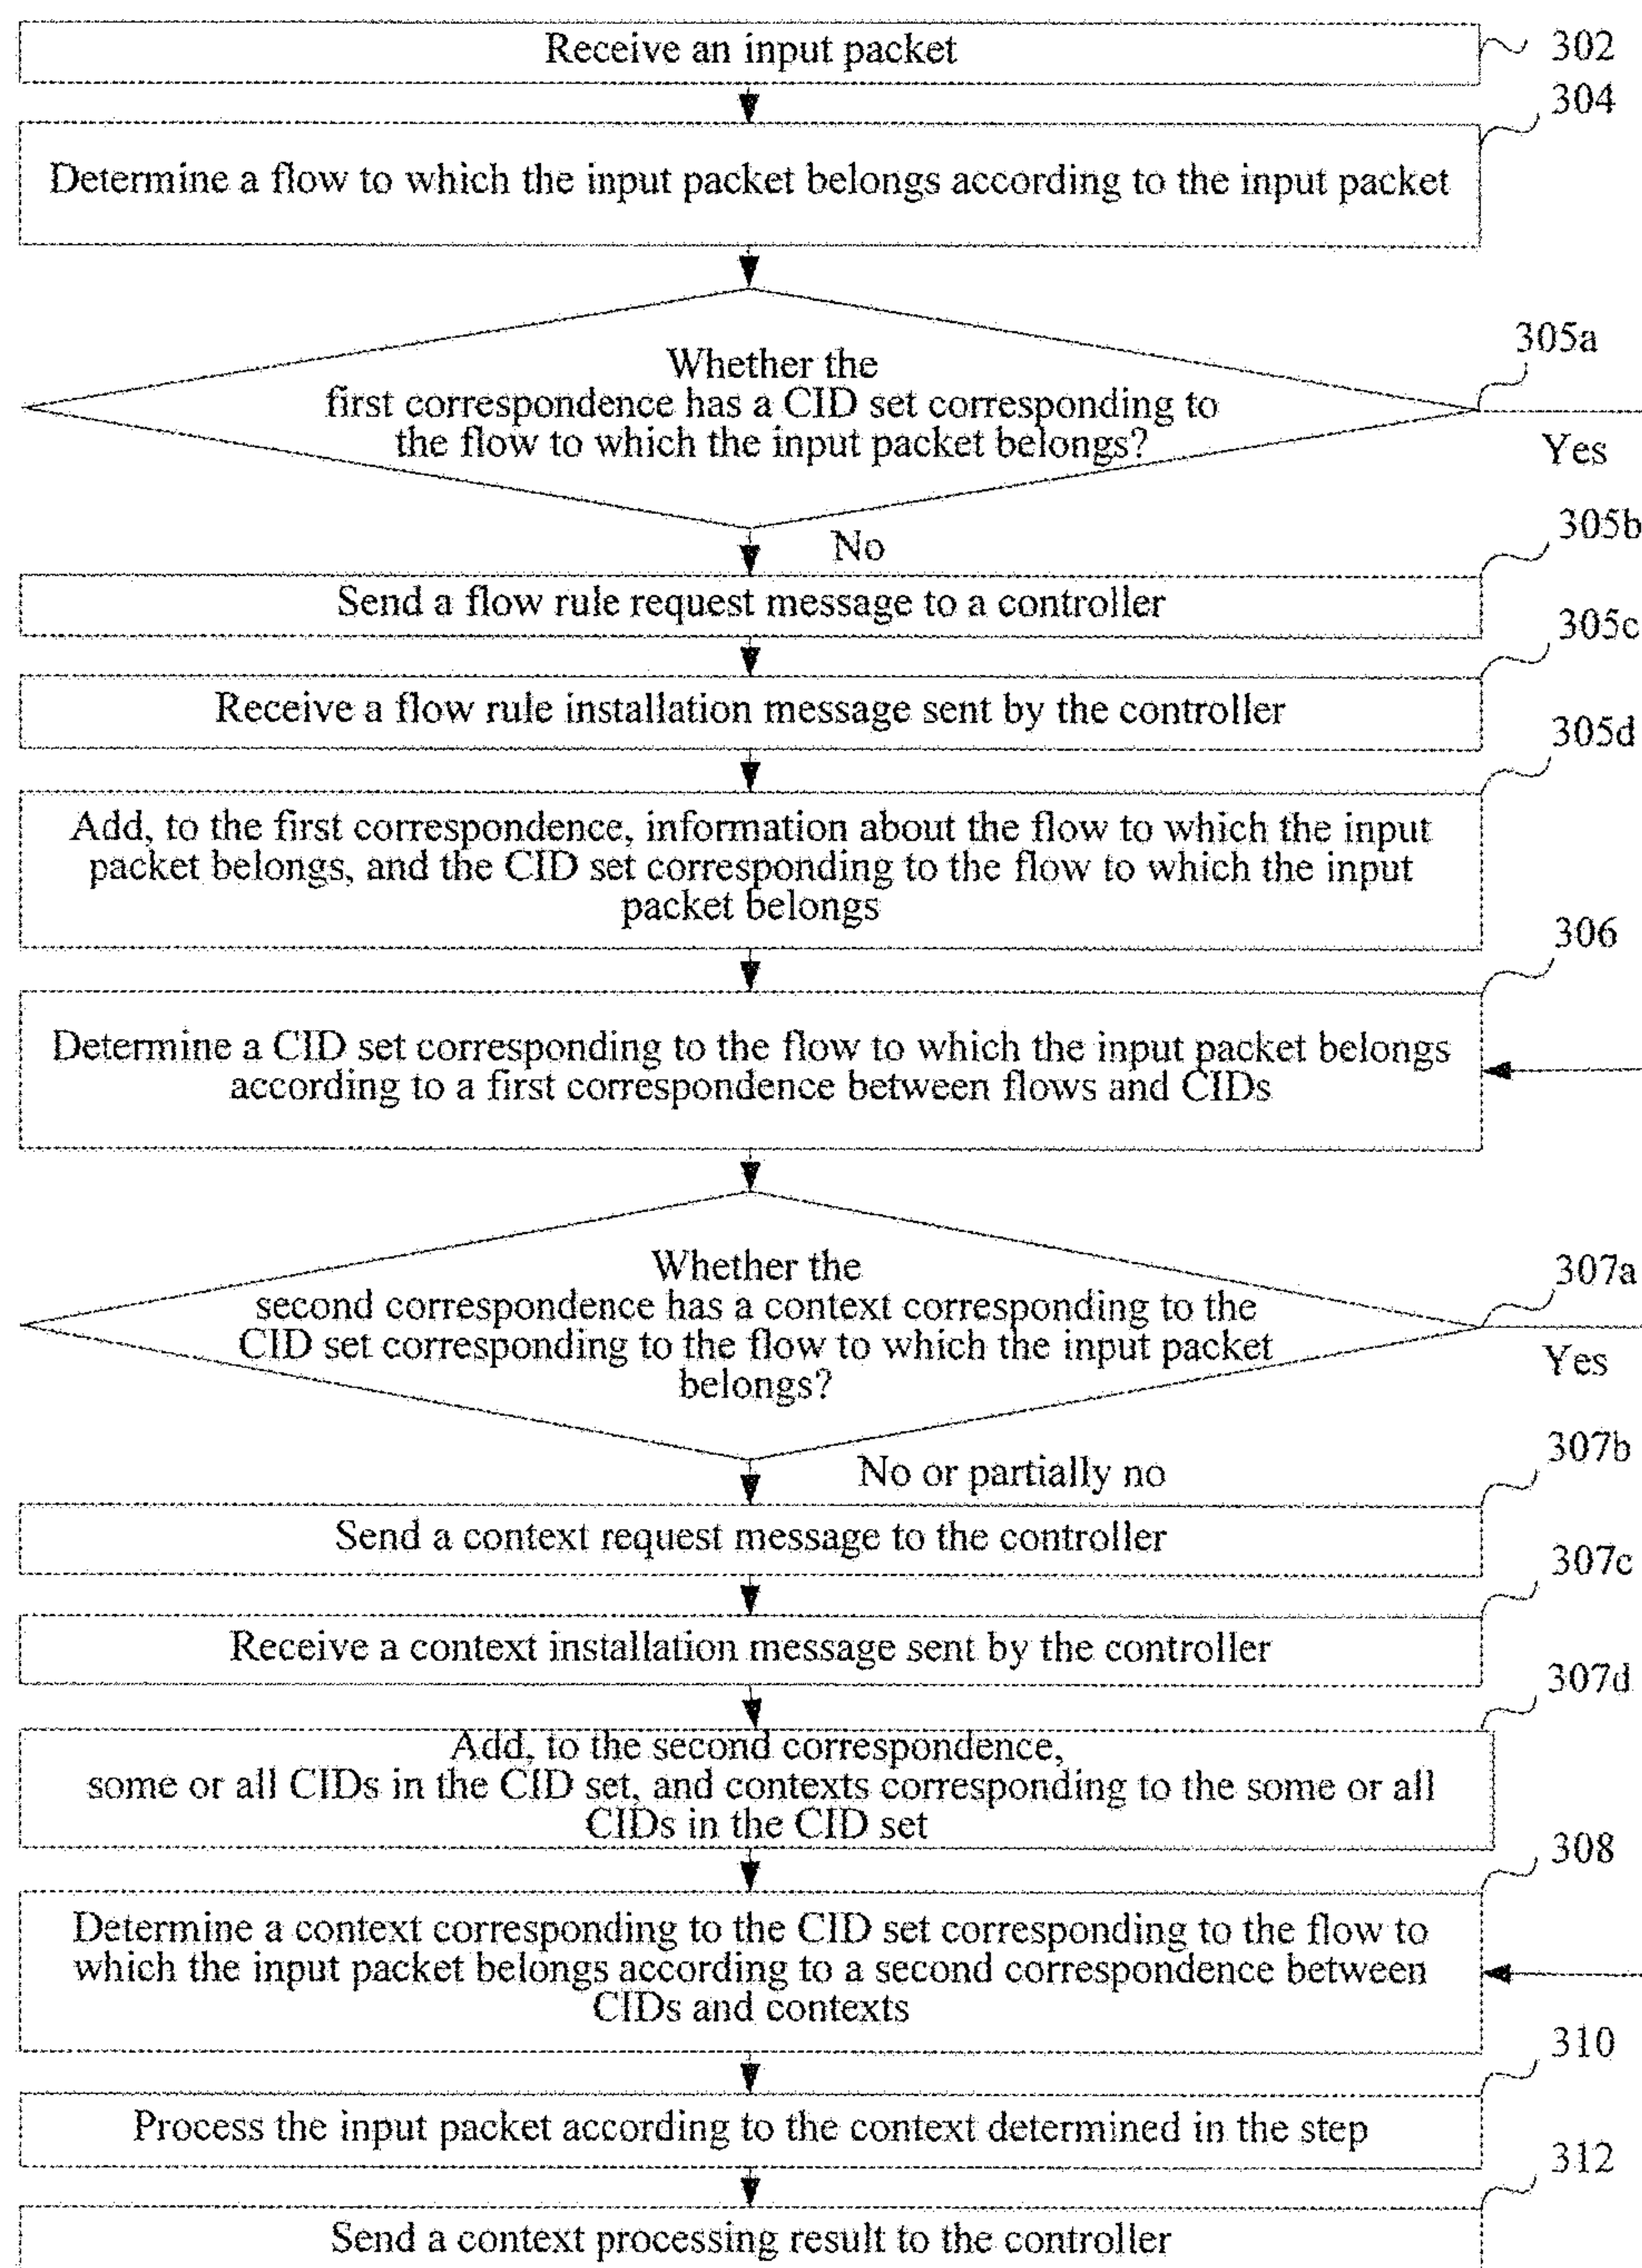 Receive an input packet
302
304
Determine a flow to which the input packet belongs according to the input packet
305a
Whether the
first correspondence has a CID set corresponding to
the flow to which the input packet belongs?
Yes
305b
No
Send a flow rule request message to a controller
305c
Receive a flow rule installation message sent by the controller
305d
Add, to the first correspondence, information about the flow to which the input
packet belongs, and the CID set corresponding to the flow to which the input
packet belongs
306
Determine a CID set corresponding to the flow to which the input packet belongs
according to a first correspondence between flows and CIDs
307a
Whether the
second correspondence has a context corresponding to the
CID set corresponding to the flow to which the input packet
belongs?
Yes
307b
No or partially no
Send a context request message to the controller
307c
Receive a context installation message sent by the controller
307d
Add, to the second correspondence,
some or all CIDs in the CID set, and contexts corresponding to the some or all
CIDs in the CID set
308
Determine a context corresponding to the CID set corresponding to the flow to
which the input packet belongs according to a second correspondence between
CIDs and contexts
310
Process the input packet according to the context determined in the step
312
Send a context processing result to the controller